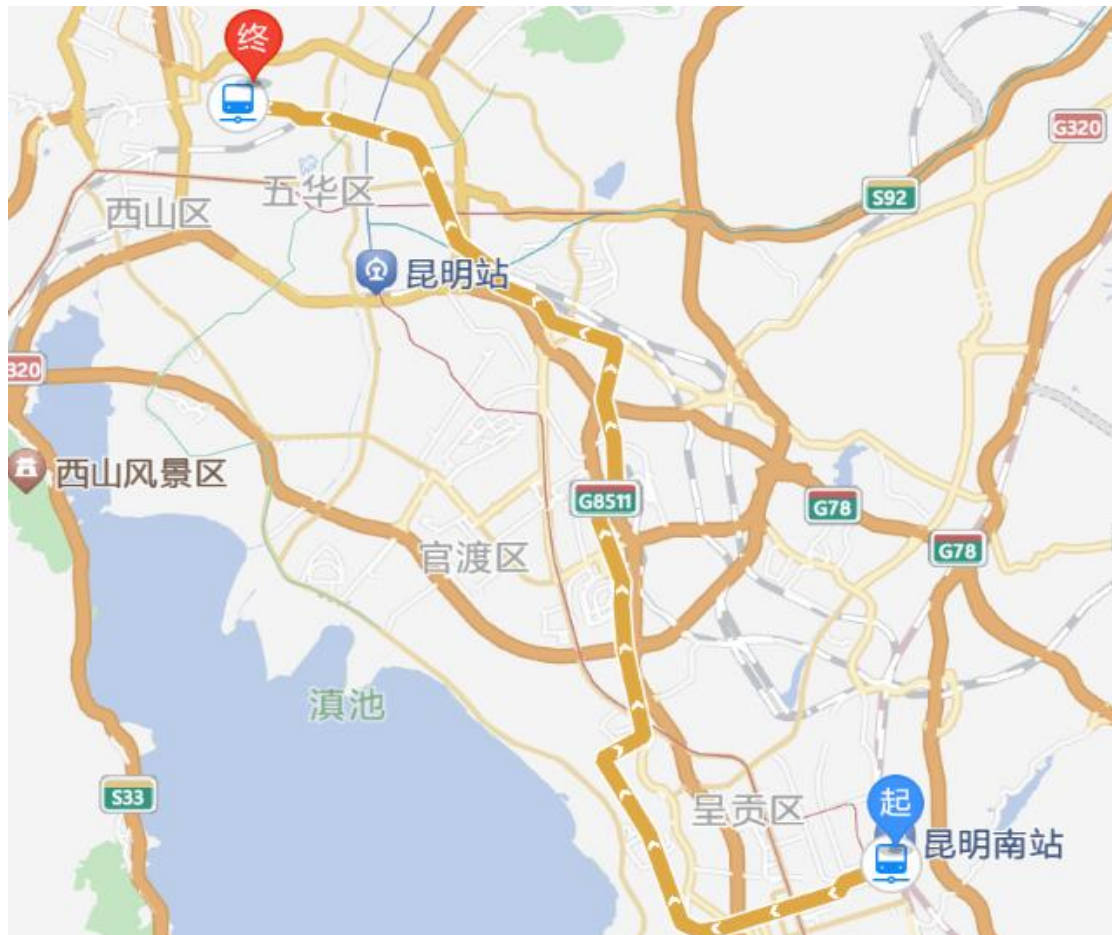 终
G320
S92
五华区
西山区
昆明站
320
西山风景区
G8511
G78
G78
官渡区
滇池
S33
呈贡区
起
昆明南站